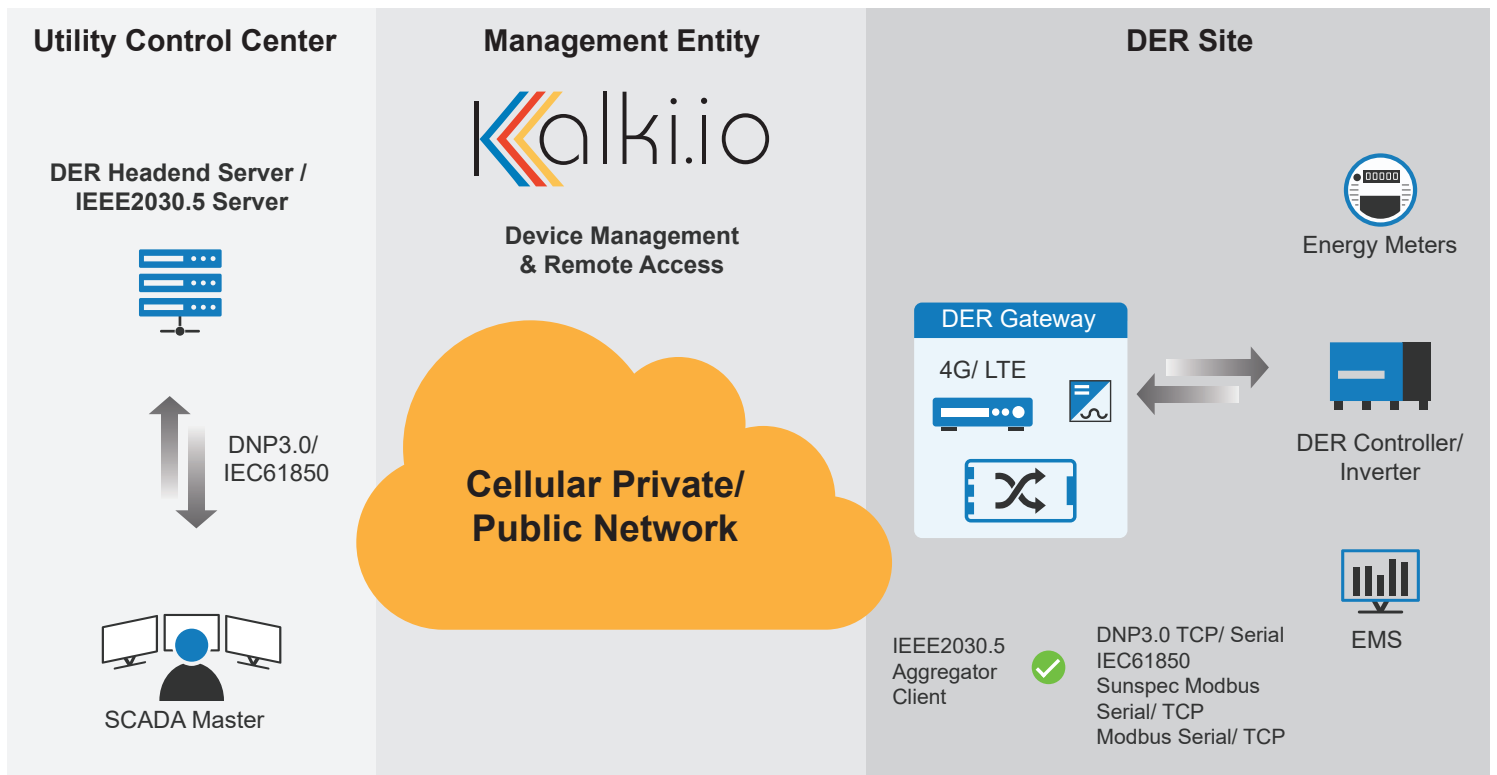 Utility Control Center
DER Headend Server /
IEEE2030.5 Server
DNP3.0/
IEC61850
SCADA Master
Management Entity
Kalki.io
Device Management
& Remote Access
Cellular Private/
Public Network
DER Site
DER Gateway
4G/ LTE
Energy Meters
00000
DER Controller/
Inverter
EMS
IEEE2030.5
Aggregator
Client
DNP3.0 TCP/ Serial
IEC61850
Sunspec Modbus
Serial/ TCP
Modbus Serial/ TCP